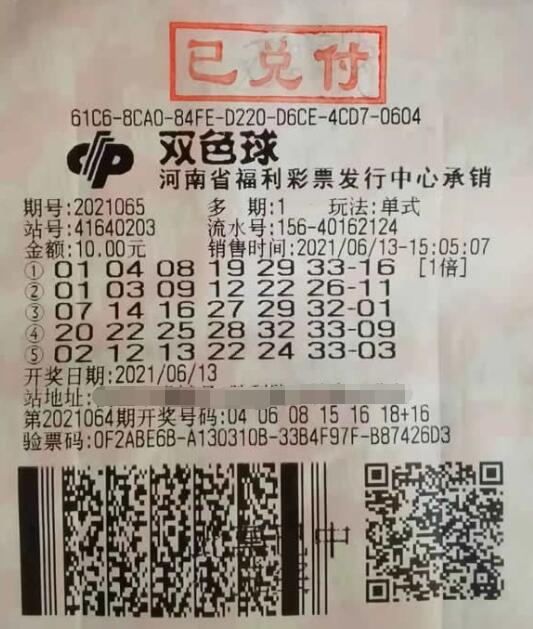 已兑付
61C6-8CA0-84FE-D220-D6CE-4CD7-0604
双色球
河南省福利彩票发行中心承销
期号:2021065 多 期:1 玩法:单式
站号:41640203 流水号:156-40162124
金额:10.00元 销售时间:2021/06/13-15:05:07
① 01 04 08 19 29 33-16 [1倍]
② 01 03 09 12 22 26-11
③ 07 14 16 27 29 32-01
④ 20 22 25 28 32 33-09
⑤ 02 12 13 22 24 33-03
开奖日期:2021/06/13
站地址:
第2021064期开奖号码:04 06 08 15 16 18+16
验票码:0F2ABE6B-A130310B-33B4F97F-B87426D3